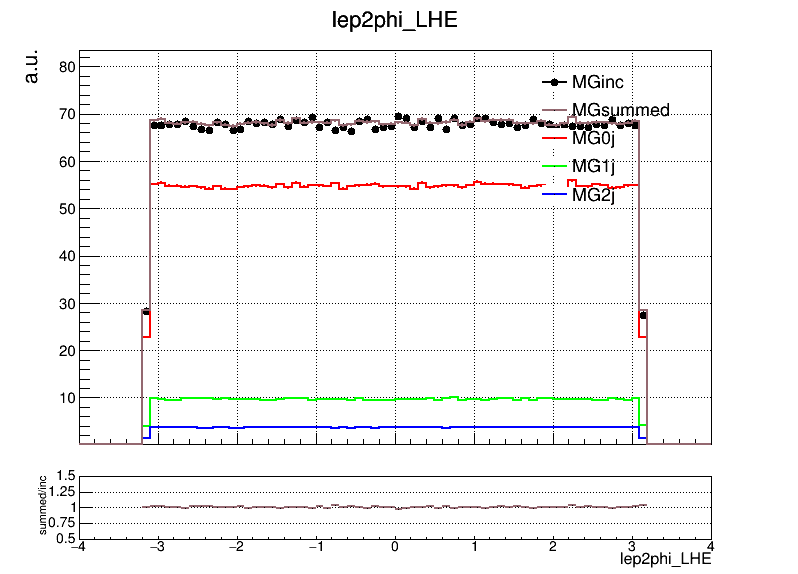 lep2phi_LHE
a.u.
80
70
60
50
40
30
20
10
MGinc
MGsummed
MG0j
MG1j
MG2j
summed/inc
1.5
1.25
1
0.75
0.5
−4 −3 −2 −1 0 1 2 3 4
lep2phi_LHE